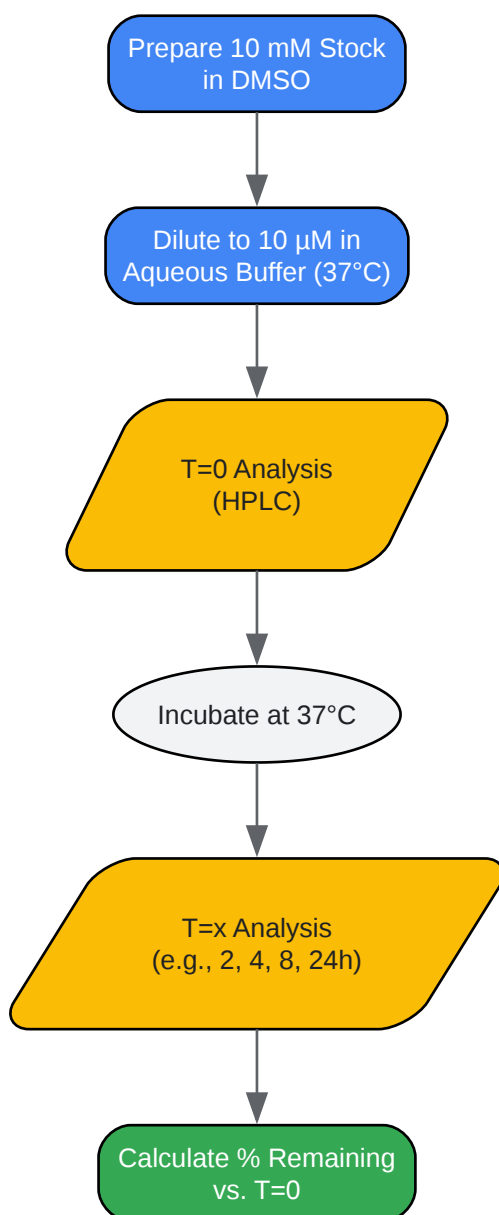 Prepare 10 mM Stock
in DMSO
Dilute to 10 µM in
Aqueous Buffer (37°C)
T=0 Analysis
(HPLC)
Incubate at 37°C
T=x Analysis
(e.g., 2, 4, 8, 24h)
Calculate % Remaining
vs. T=0